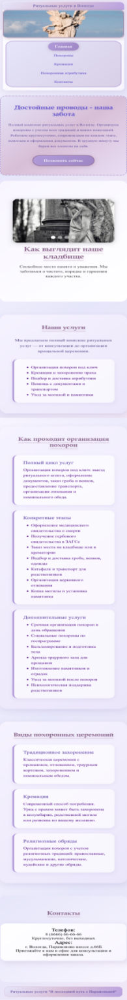 Ритуальные услуги в Вологде
Главная
Похороны
Кремация
Похоронная атрибутика
Контакты
Достойные проводы - наша
забота
Полный комплекс ритуальных услуг в Вологде. Организуем
похороны с учетом всех традиций и ваших пожеланий.
Работаем круглосуточно, сопровождаем на каждом этапе,
помогаем в оформлении документов. В трудную минуту мы
берём все хлопоты на себя.
Позвонить сейчас
Как выглядит наше
кладбище
Спокойное место памяти и уважения. Мы
заботимся о чистоте, порядке и гармонии
каждого участка.
Наши услуги
Мы предлагаем полный комплекс ритуальных
услуг — от консультации до организации
прощальной церемонии.
Организация похорон под ключ
Кремация и захоронение праха
Подбор и доставка атрибутики
Помощь с документами и
транспортом
Уход за могилой и памятники
Как проходит организация
похорон
Полный цикл услуг
Организация похорон под ключ: выезд
ритуального агента, оформление
документов, заказ гроба и венков,
предоставление транспорта,
организация отпевания и
поминального обеда.
Конкретные этапы
Оформление медицинского
свидетельства о смерти
Получение гербового
свидетельства в ЗАГСе
Заказ места на кладбище или в
крематории
Подбор и доставка гроба, венков,
одежды
Катафалк и транспорт для
родственников
Организация церковного
отпевания
Копка могилы и установка
памятника
Дополнительные услуги
Срочная организация похорон в
день обращения
Социальные похороны по
госпрограмме
Бальзамирование и подготовка
тела
Аренда траурного зала для
прощания
Изготовление памятников и
оградок
Уход за могилой после похорон
Психологическая поддержка
родственников
Виды похоронных церемоний
Традиционное захоронение
Классическая церемония с
прощанием, отпеванием, траурным
кортежем, захоронением и
поминальным обедом.
Кремация
Современный способ погребения.
Урна с прахом может быть захоронена
в колумбарии, родственной могиле
или развеяна по вашему желанию.
Религиозные обряды
Организация похорон с учетом
религиозных традиций: православные,
мусульманские, католические,
иудейские и другие обряды.
Контакты
Телефон:
8 (6666) 66-66-66
Круглосуточно, без выходных
Адрес:
г. Вологда, Парамоново шоссе д.66Б
Приезжайте к нам в офис для консультации и
оформления заказа.
Ритуальные услуги "В последний путь с Парамошей"